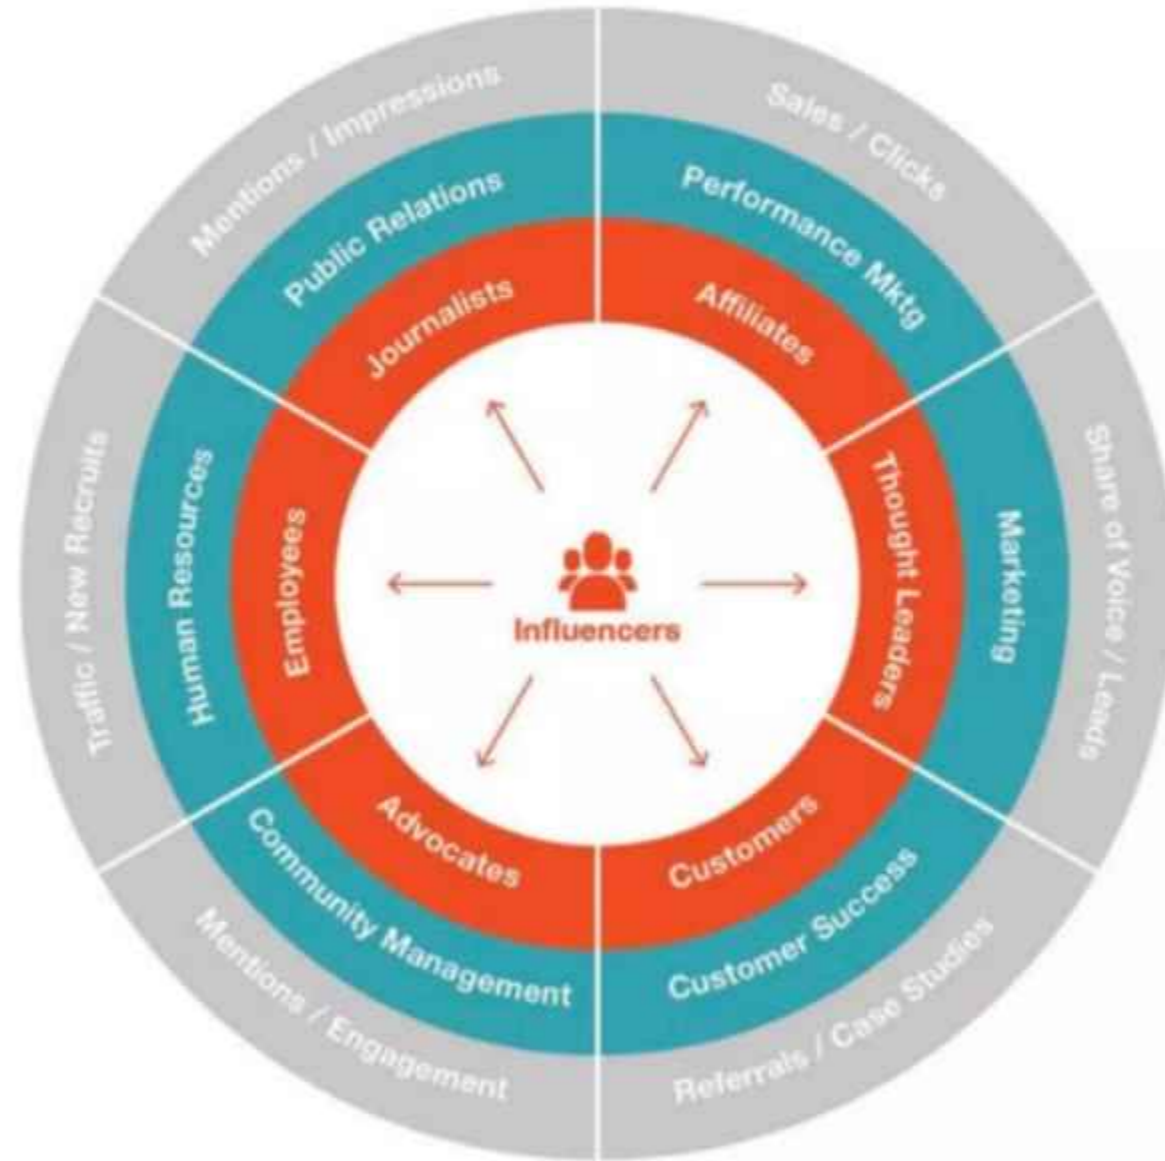 Mentions / Impressions
Sales / Clicks
Public Relations
Performance Mktg
Journalists
Affiliates
Traffic / New Recruits
Human Resources
Employees
Influencers
Thought Leaders
Marketing
Share of Voice / Leads
Advocates
Customers
Community Management
Customer Success
Mentions / Engagement
Referrals / Case Studies